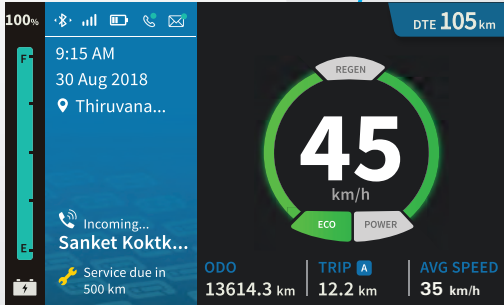 100%
DTE 105 km
F
9:15 AM
30 Aug 2018
Thiruvana...
REGEN
45
km/h
ECO
POWER
Incoming...
Sanket Koktk...
E
Service due in
500 km
ODO
13614.3 km
TRIP A
12.2 km
AVG SPEED
35 km/h